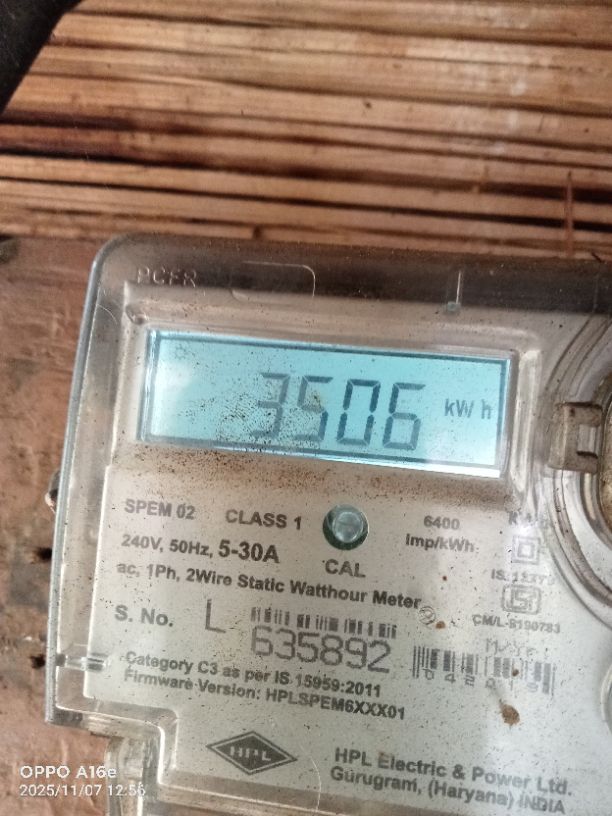 3506 kW h
SPEM 02 CLASS 1 6400
240V, 50Hz, 5-30A CAL Imp/kWh
ac, 1Ph, 2Wire Static Watthour Meter
S. No. L 635892
CM/L-8190783
Category C3 as per IS 15959:2011
Firmware Version: HPLSPEM6XXX01
HPL
HPL Electric & Power Ltd.
Gurugram, (Haryana) INDIA
OPPO A16e
2025/11/07 12:56